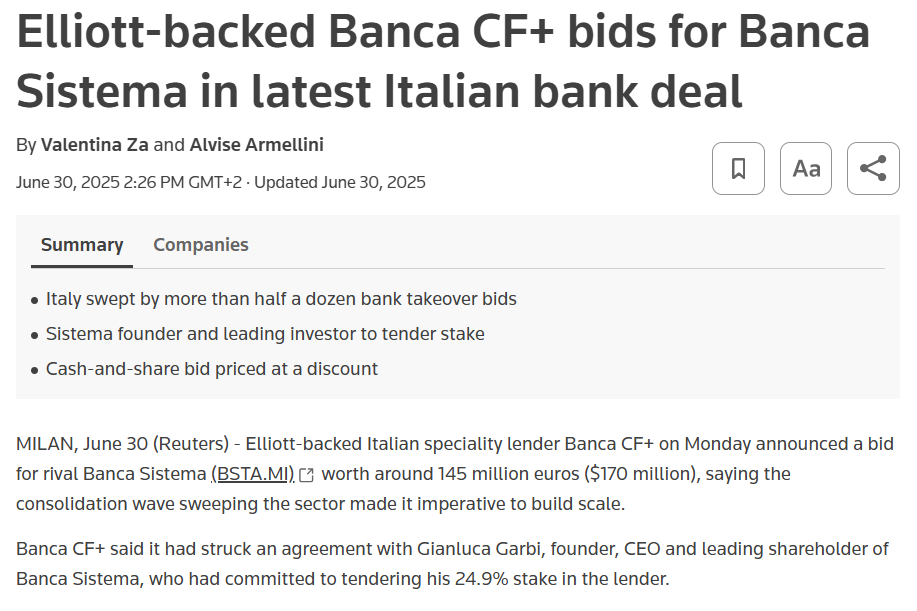 Elliott-backed Banca CF+ bids for Banca
Sistema in latest Italian bank deal
By Valentina Za and Alvise Armellini
June 30, 2025 2:26 PM GMT+2 · Updated June 30, 2025
Aa
Summary Companies
• Italy swept by more than half a dozen bank takeover bids
• Sistema founder and leading investor to tender stake
• Cash-and-share bid priced at a discount
MILAN, June 30 (Reuters) - Elliott-backed Italian speciality lender Banca CF+ on Monday announced a bid
for rival Banca Sistema (BSTA.MI) worth around 145 million euros ($170 million), saying the
consolidation wave sweeping the sector made it imperative to build scale.
Banca CF+ said it had struck an agreement with Gianluca Garbi, founder, CEO and leading shareholder of
Banca Sistema, who had committed to tendering his 24.9% stake in the lender.